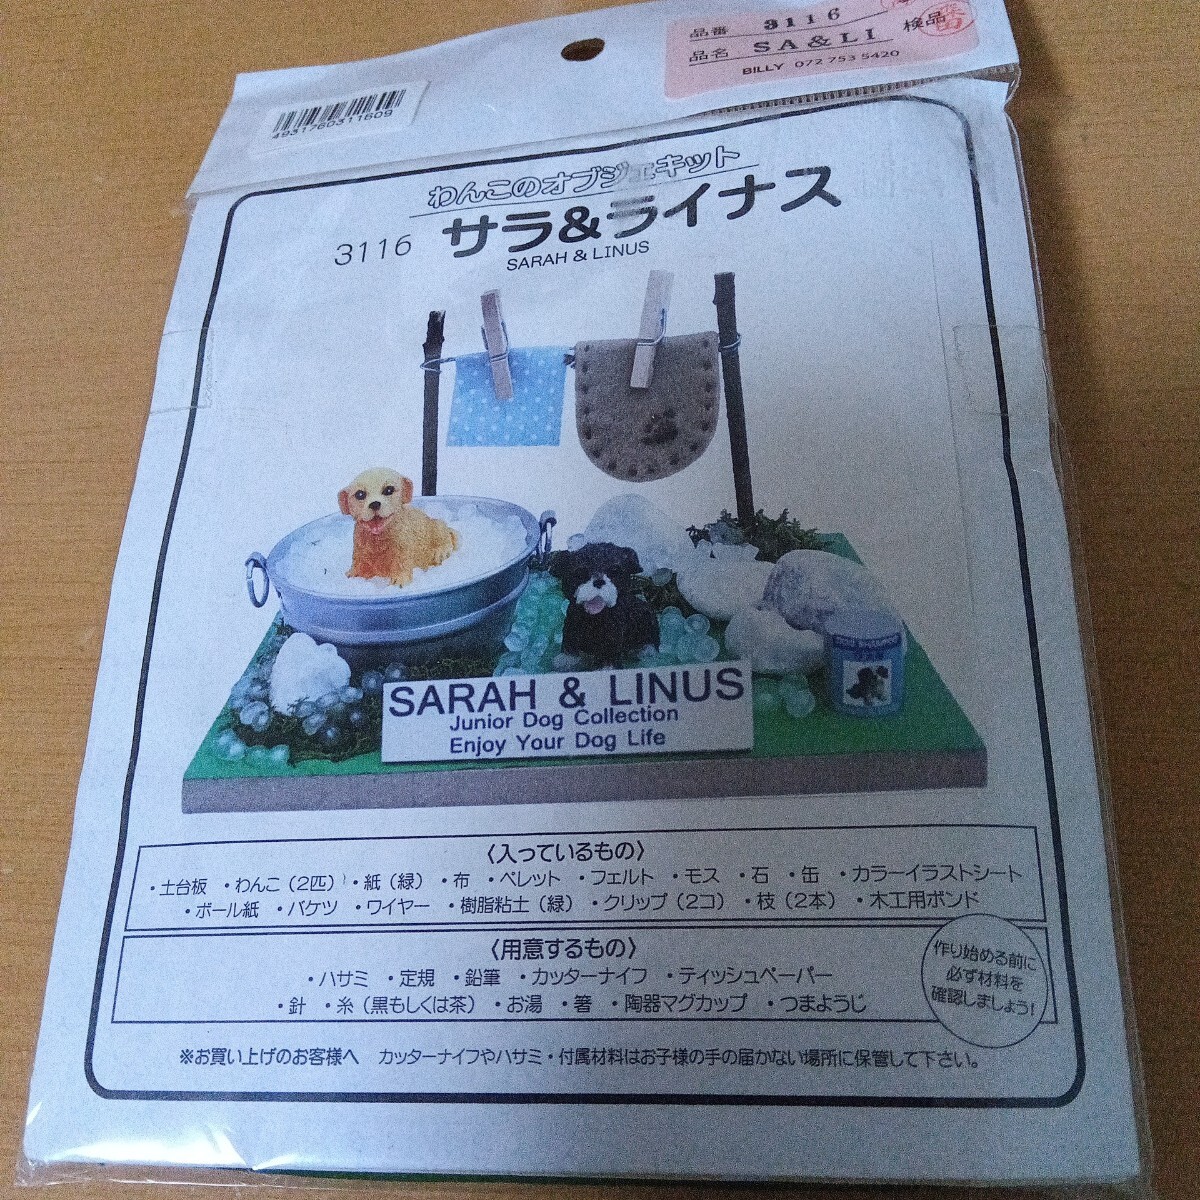 品番 3116
品名 SA&LI 検品
BILLY 072 753 5420
4931760311609
わんこのオブジェキット
3116 サラ&ライナス
SARAH & LINUS
SARAH & LINUS
Junior Dog Collection
Enjoy Your Dog Life
〈入っているもの〉
・土台板 ・わんこ(2匹) ・紙(緑) ・布 ・ペレット ・フェルト ・モス ・石 ・缶 ・カラーイラストシート
・ボール紙 ・バケツ ・ワイヤー ・樹脂粘土(緑) ・クリップ(2コ) ・枝(2本) ・木工用ボンド
〈用意するもの〉
・ハサミ ・定規 ・鉛筆 ・カッターナイフ ・ティッシュペーパー
・針 ・糸(黒もしくは茶) ・お湯 ・箸 ・陶器マグカップ ・つまようじ
作り始める前に
必ず材料を
確認しましょう!
※お買い上げのお客様へ カッターナイフやハサミ・付属材料はお子様の手の届かない場所に保管して下さい。